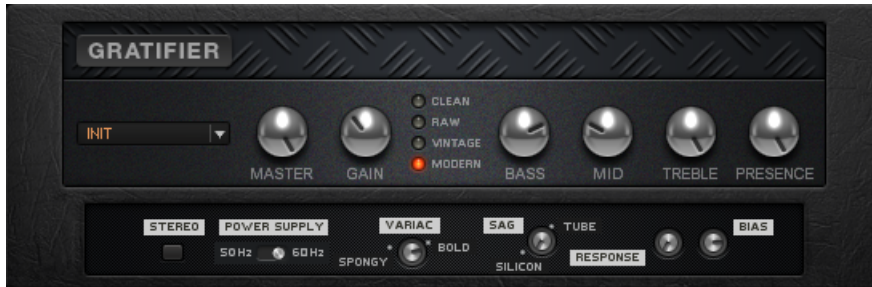 GRATIFIER
INIT
CLEAN
RAW
VINTAGE
MODERN
MASTER GAIN BASS MID TREBLE PRESENCE
STEREO POWER SUPPLY VARIAC SAG TUBE BIAS
50Hz 60Hz SPONGY BOLD SILICON RESPONSE